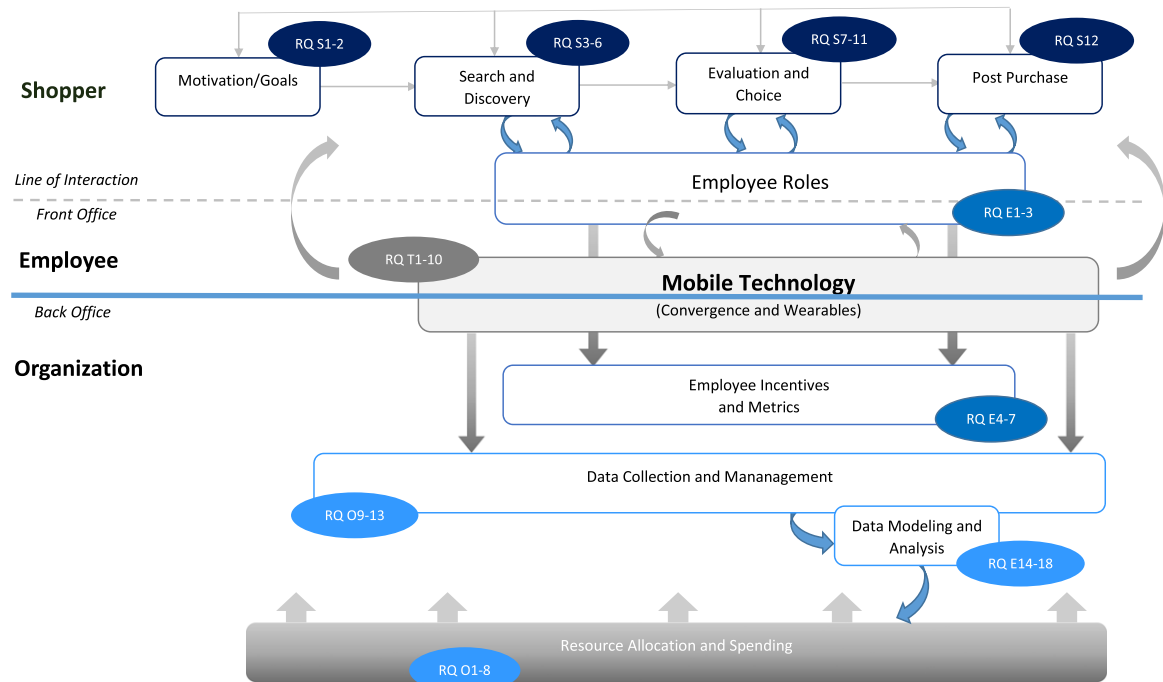 RQ S1-2
RQ S3-6
RQ S7-11
RQ S12
Shopper
Motivation/Goals
Search and
Discovery
Evaluation and
Choice
Post Purchase
Line of Interaction
Employee Roles
Front Office
RQ E1-3
Employee
RQ T1-10
Mobile Technology
(Convergence and Wearables)
Back Office
Organization
Employee Incentives
and Metrics
RQ E4-7
Data Collection and Mananagement
RQ O9-13
Data Modeling and
Analysis
RQ E14-18
Resource Allocation and Spending
RQ O1-8